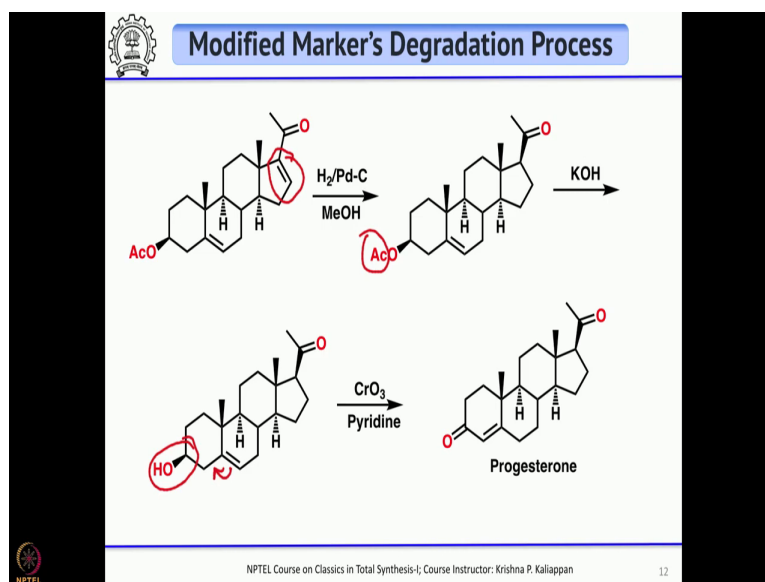 Modified Marker's Degradation Process
O
H₂/Pd-C
MeOH
H
H
AcO
O
KOH
H
H
AcO
O
CrO₃
Pyridine
H
H
HO
O
H
H
O
Progesterone
NPTEL Course on Classics in Total Synthesis-I; Course Instructor: Krishna P. Kaliappan
12
NPTEL